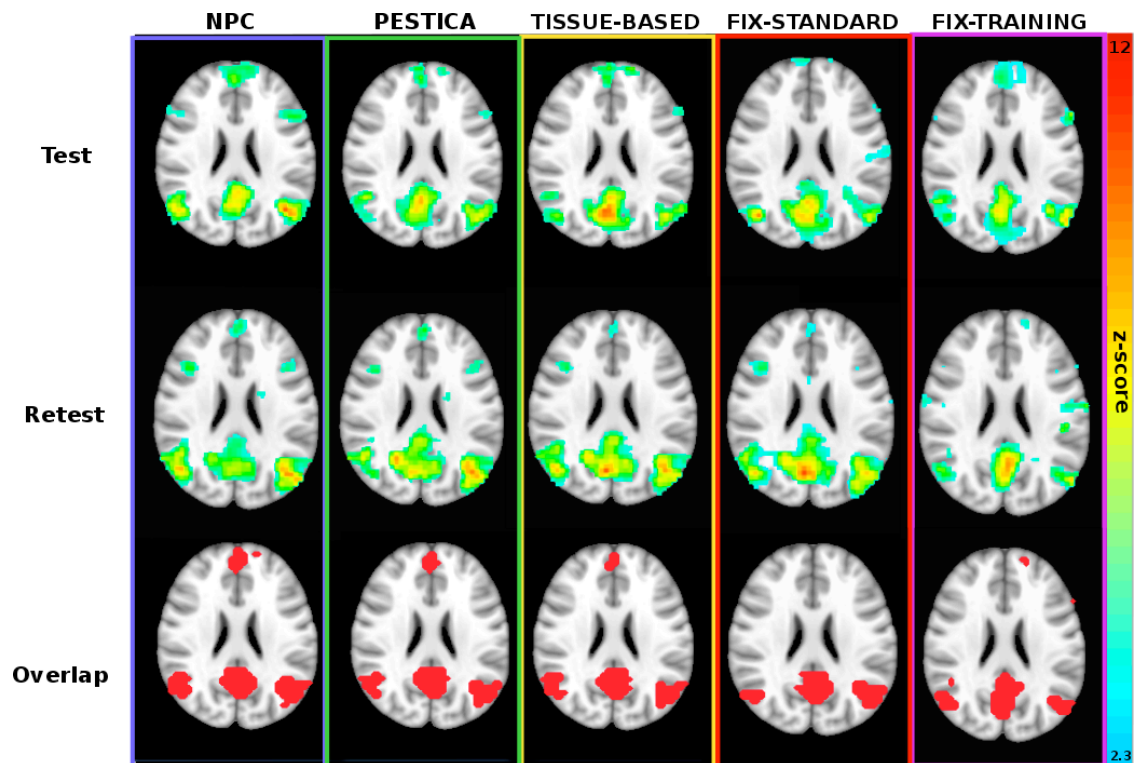 NPC PESTICA TISSUE-BASED FIX-STANDARD FIX-TRAINING
12
Test
z-score
Retest
Overlap
2.3